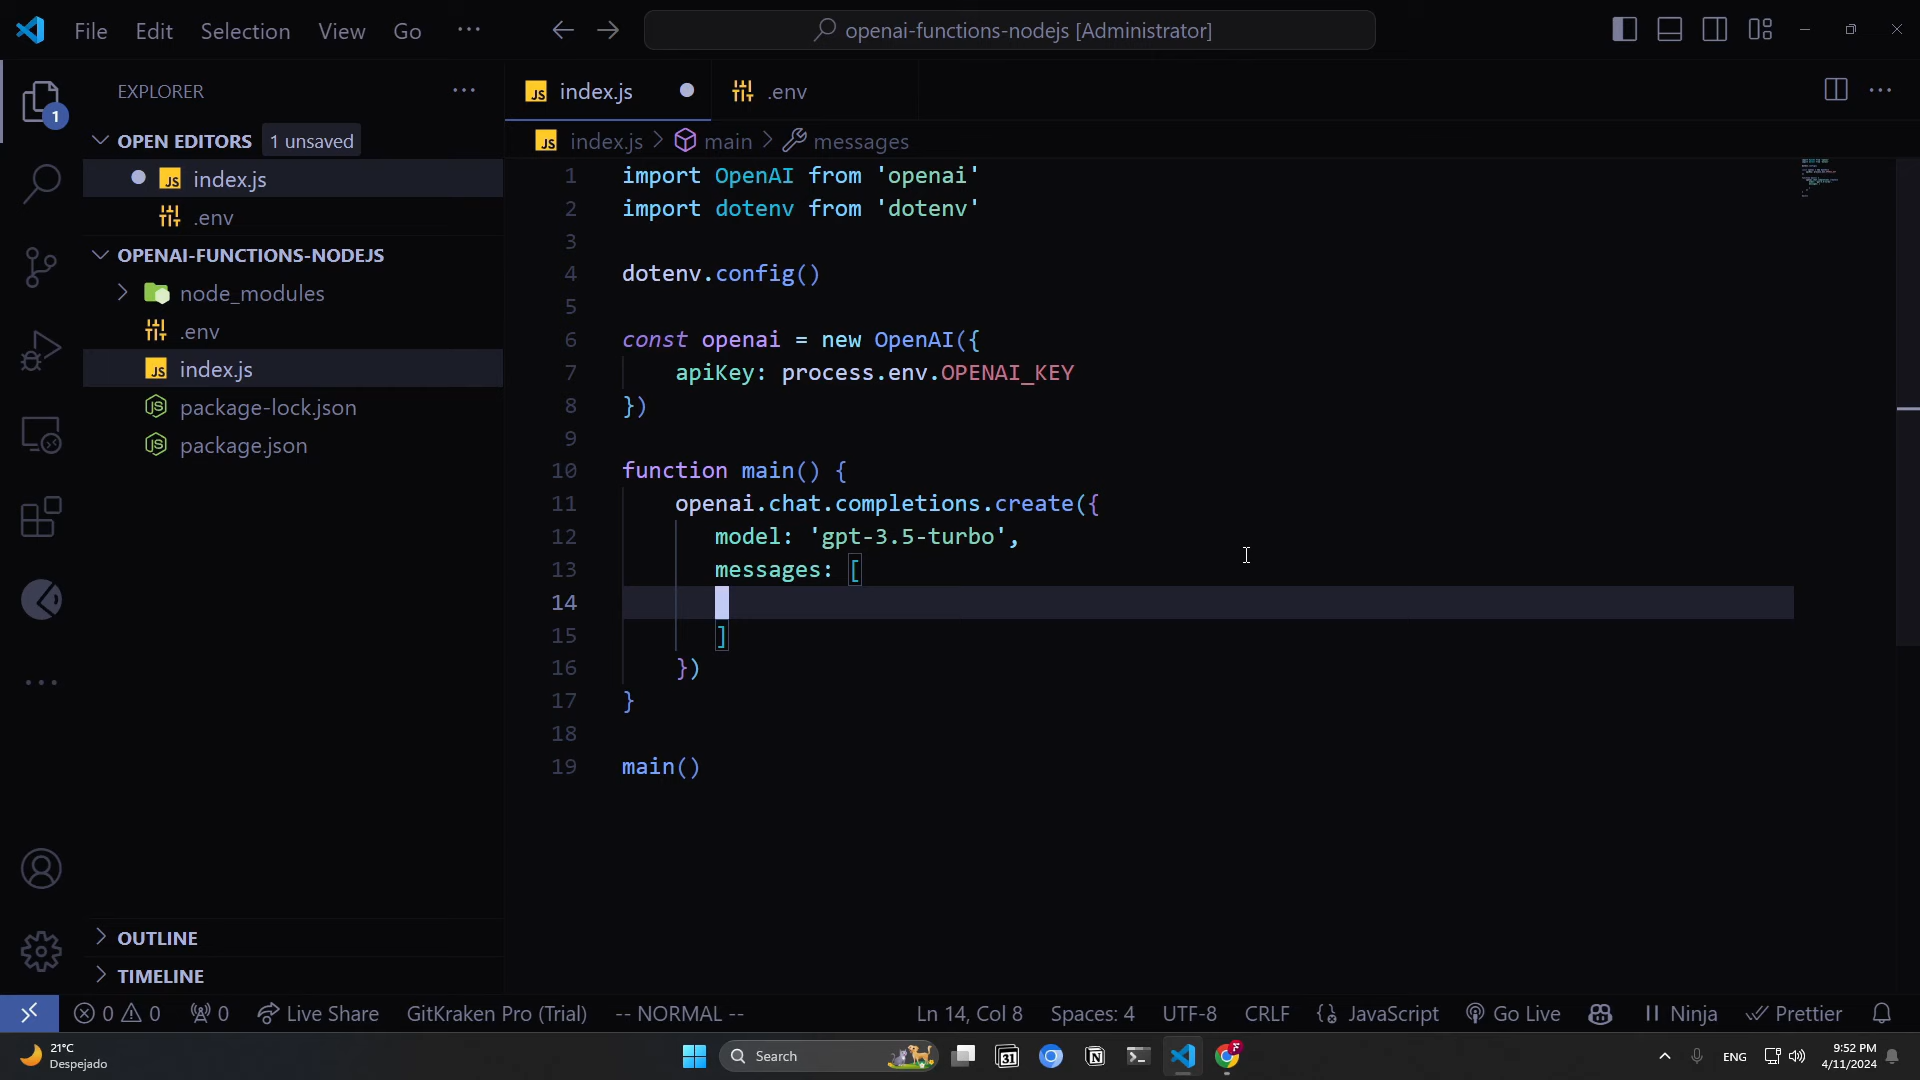 File Edit Selection View Go ··· openai-functions-nodejs [Administrator]
EXPLORER ···
index.js
.env
1
OPEN EDITORS 1 unsaved
index.js > main > messages
index.js
.env
OPENAI-FUNCTIONS-NODEJS
node_modules
.env
index.js
package-lock.json
package.json
1 import OpenAI from 'openai'
2 import dotenv from 'dotenv'
3
4 dotenv.config()
5
6 const openai = new OpenAI({
7 apiKey: process.env.OPENAI_KEY
8 })
9
10 function main() {
11 openai.chat.completions.create({
12 model: 'gpt-3.5-turbo',
13 messages: [
14
15 ]
16 })
17 }
18
19 main()
OUTLINE
TIMELINE
0 0 0 Live Share GitKraken Pro (Trial) -- NORMAL -- Ln 14, Col 8 Spaces: 4 UTF-8 CRLF JavaScript Go Live Ninja Prettier
21°C
Despejado
Search
31
ENG
9:52 PM
4/11/2024